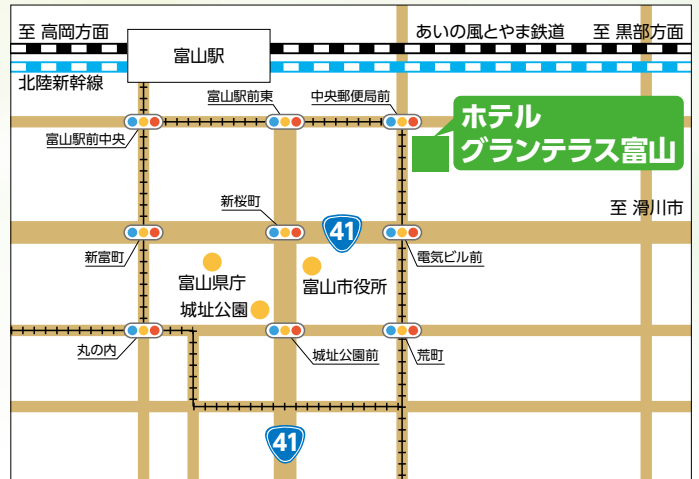 至 高岡方面
富山駅
あいの風とやま鉄道
至 黒部方面
北陸新幹線
富山駅前東
中央郵便局前
富山駅前中央
ホテル
グランテラス富山
新桜町
至 滑川市
41
新富町
電気ビル前
富山県庁
富山市役所
城址公園
丸の内
城址公園前
荒町
41